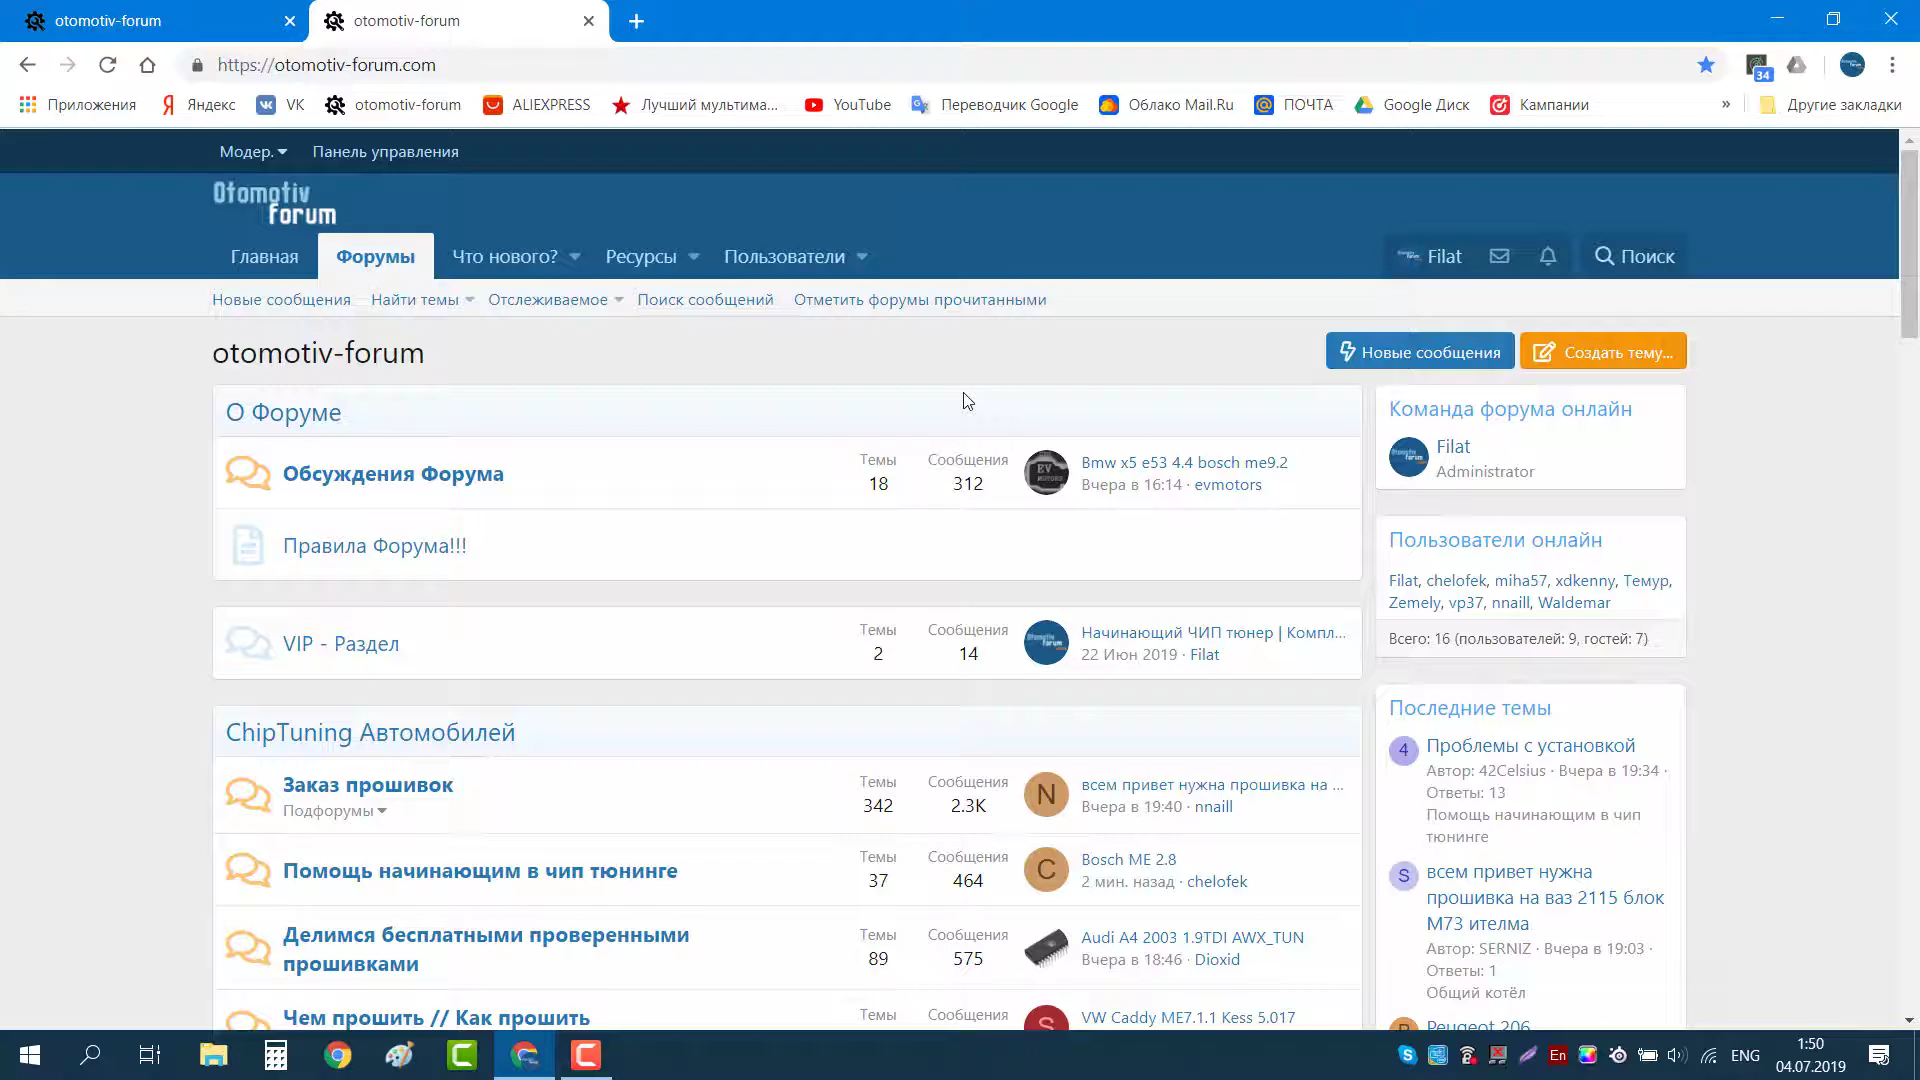 otomotiv-forum
otomotiv-forum
https://otomotiv-forum.com
34
Приложения
Яндекс
VK
otomotiv-forum
ALIEXPRESS
Лучший мультима...
YouTube
Переводчик Google
Облако Mail.Ru
ПОЧТА
Google Диск
Кампании
»
Другие закладки
Модер.
Панель управления
Otomotiv
forum
Главная
Форумы
Что нового?
Ресурсы
Пользователи
Filat
Поиск
Новые сообщения
Найти темы
Отслеживаемое
Поиск сообщений
Отметить форумы прочитанными
otomotiv-forum
Новые сообщения
Создать тему...
О Форуме
Обсуждения Форума
Темы
18
Сообщения
312
EV
Bmw x5 e53 4.4 bosch me9.2
Вчера в 16:14 · evmotors
Правила Форума!!!
VIP - Раздел
Темы
2
Сообщения
14
Начинающий ЧИП тюнер | Компл...
22 Июн 2019 · Filat
ChipTuning Автомобилей
Заказ прошивок
Подфорумы
Темы
342
Сообщения
2.3K
N
всем привет нужна прошивка на ...
Вчера в 19:40 · nnaill
Помощь начинающим в чип тюнинге
Темы
37
Сообщения
464
C
Bosch ME 2.8
2 мин. назад · chelofek
Делимся бесплатными проверенными
прошивками
Темы
89
Сообщения
575
Audi A4 2003 1.9TDI AWX_TUN
Вчера в 18:46 · Dioxid
Чем прошить // Как прошить
Темы
Сообщения
S
VW Caddy ME7.1.1 Kess 5.017
Команда форума онлайн
Filat
Administrator
Пользователи онлайн
Filat, chelofek, miha57, xdkenny, Темур,
Zemely, vp37, nnaill, Waldemar
Всего: 16 (пользователей: 9, гостей: 7)
Последние темы
4
Проблемы с установкой
Автор: 42Celsius · Вчера в 19:34 ·
Ответы: 13
Помощь начинающим в чип
тюнинге
S
всем привет нужна
прошивка на ваз 2115 блок
М73 ителма
Автор: SERNIZ · Вчера в 19:03 ·
Ответы: 1
Общий котёл
P
Peugeot 206
En
ENG
1:50
04.07.2019